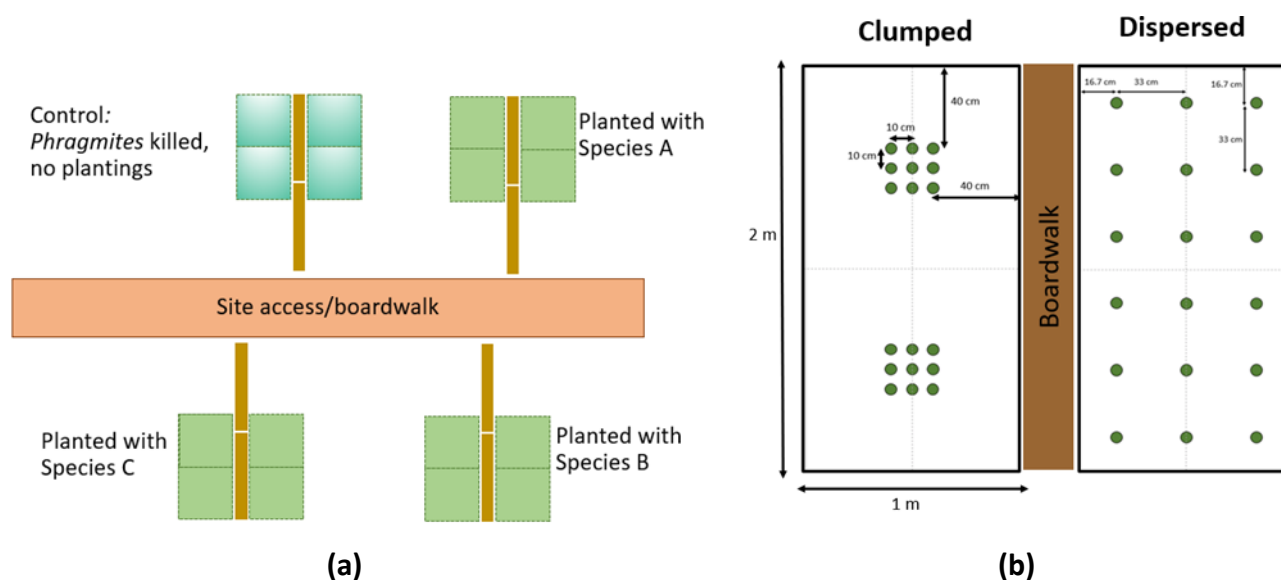 Control:
Phragmites killed,
no plantings
Planted with
Species A
Site access/boardwalk
Planted with
Species C
Planted with
Species B
(a)
Clumped
Dispersed
2 m
40 cm
10 cm
10 cm
40 cm
1 m
Boardwalk
16.7 cm
33 cm
16.7 cm
33 cm
(b)